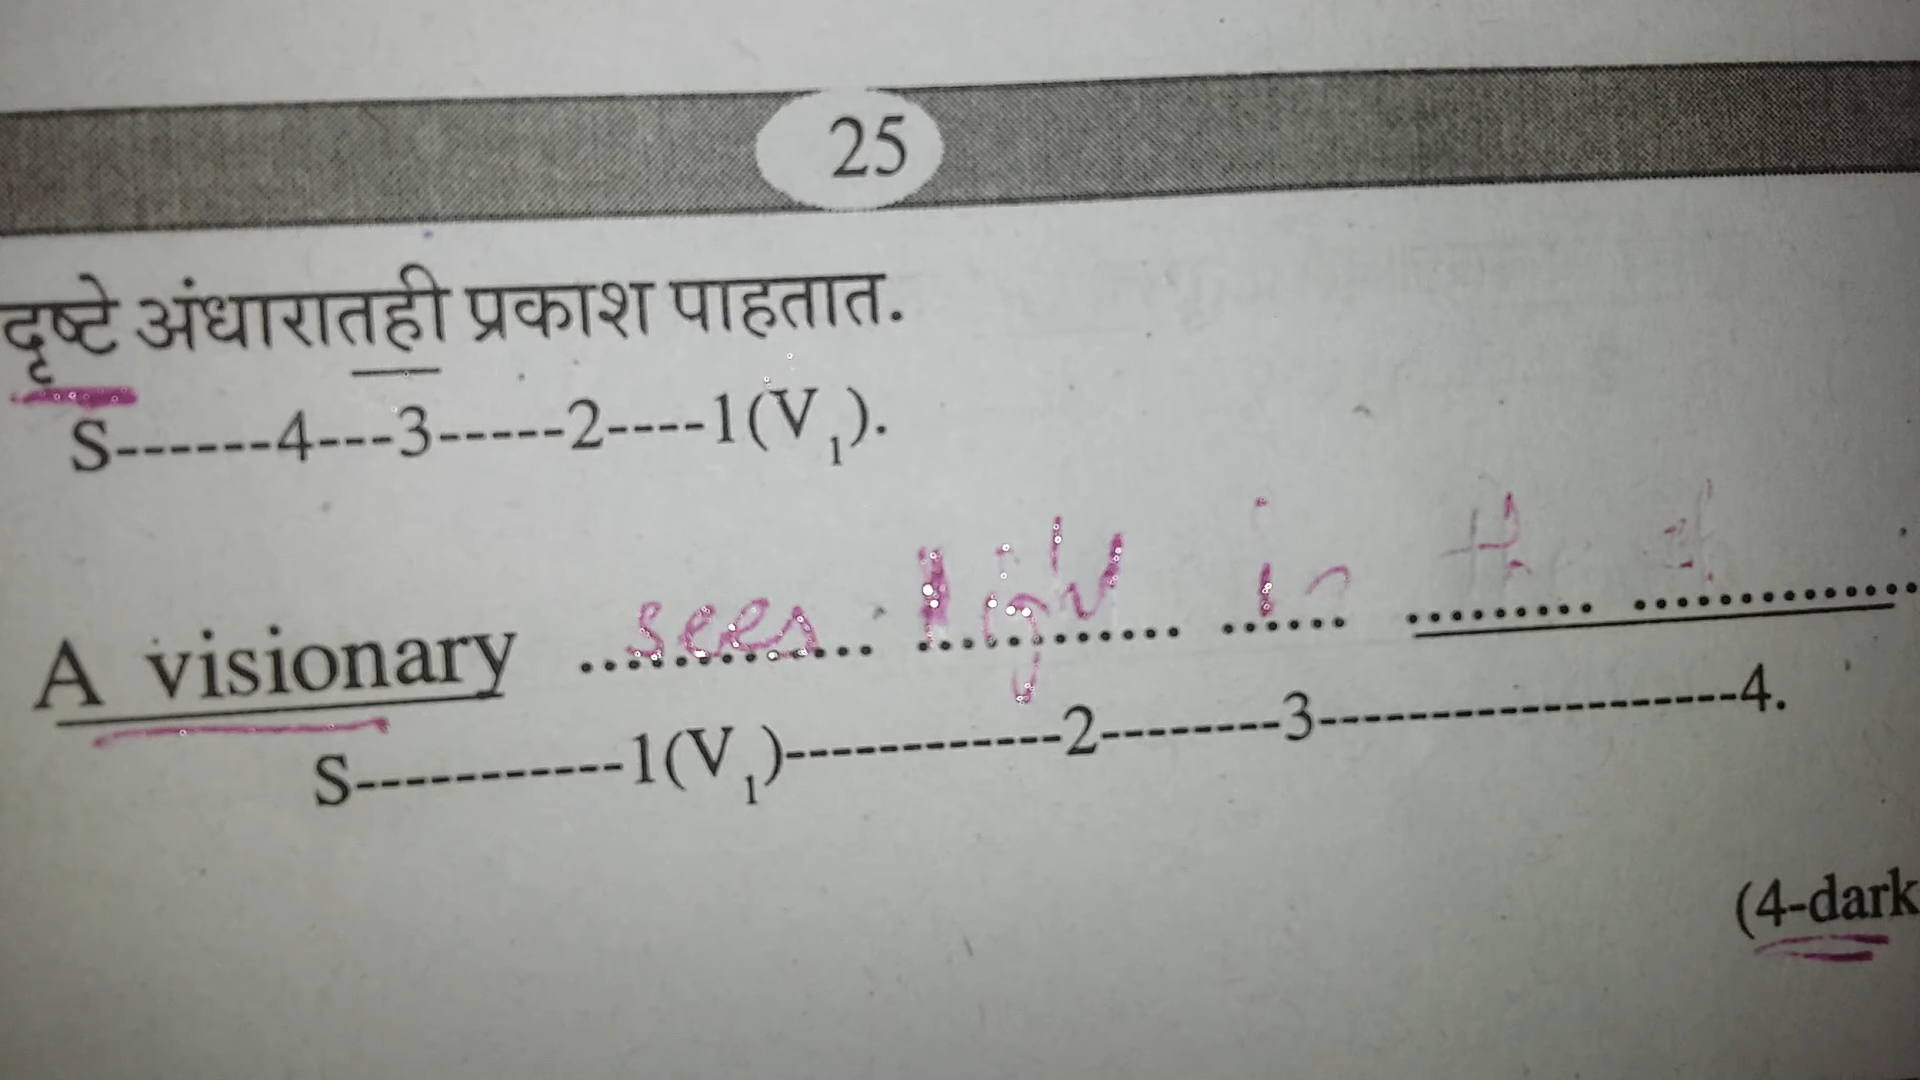 25
दृष्टे अंधारातही प्रकाश पाहतात.
S------4---3-----2----1(V₁).
A visionary ...sees... light in th
S-----------1(V₁)------------2--------3------------------4.
(4-dark